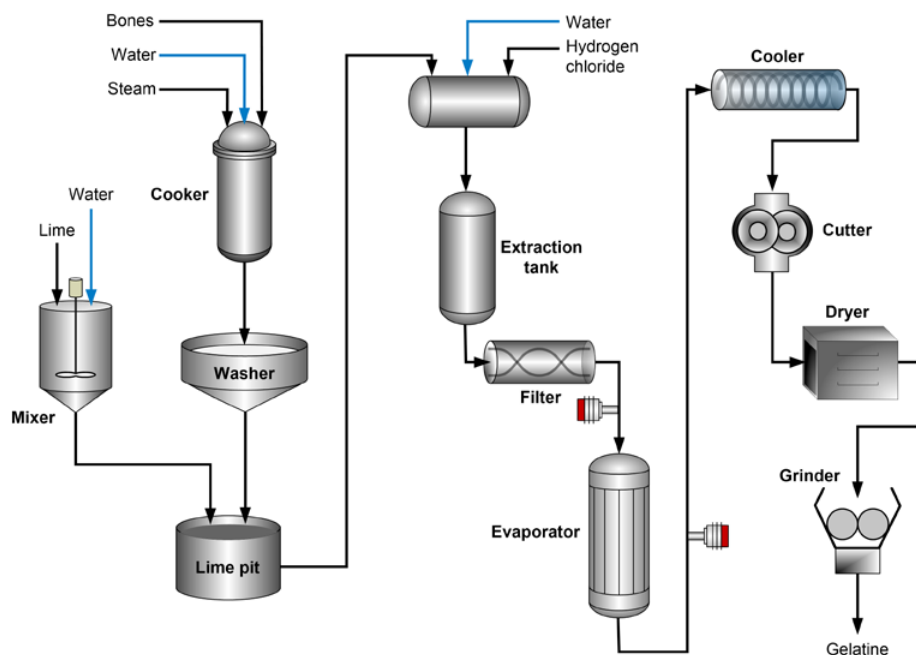 Bones
Water
Steam
Cooker
Water
Lime
Mixer
Washer
Lime pit
Water
Hydrogen
chloride
Extraction
tank
Filter
Evaporator
Cooler
Cutter
Dryer
Grinder
Gelatine